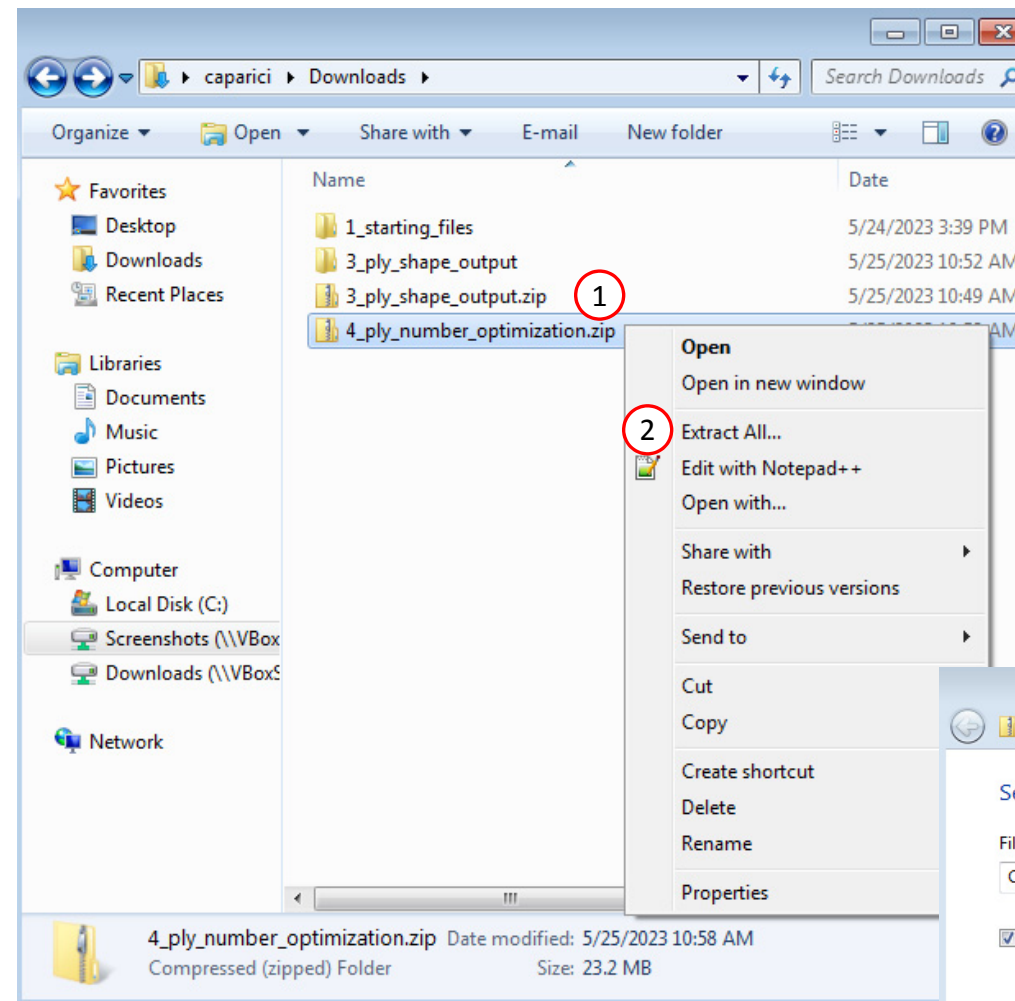 caparici Downloads Search Downloads
Organize Open Share with E-mail New folder
Name Date
Favorites
Desktop
Downloads
Recent Places
Libraries
Documents
Music
Pictures
Videos
Computer
Local Disk (C:)
Screenshots (\\VBox
Downloads (\\VBoxS
Network
1_starting_files 5/24/2023 3:39 PM
3_ply_shape_output 5/25/2023 10:52 AM
3_ply_shape_output.zip 1 5/25/2023 10:49 AM
4_ply_number_optimization.zip AM
Open
Open in new window
2 Extract All...
Edit with Notepad++
Open with...
Share with
Restore previous versions
Send to
Cut
Copy
Create shortcut
Delete
Rename
Properties
4_ply_number_optimization.zip Date modified: 5/25/2023 10:58 AM
Compressed (zipped) Folder Size: 23.2 MB